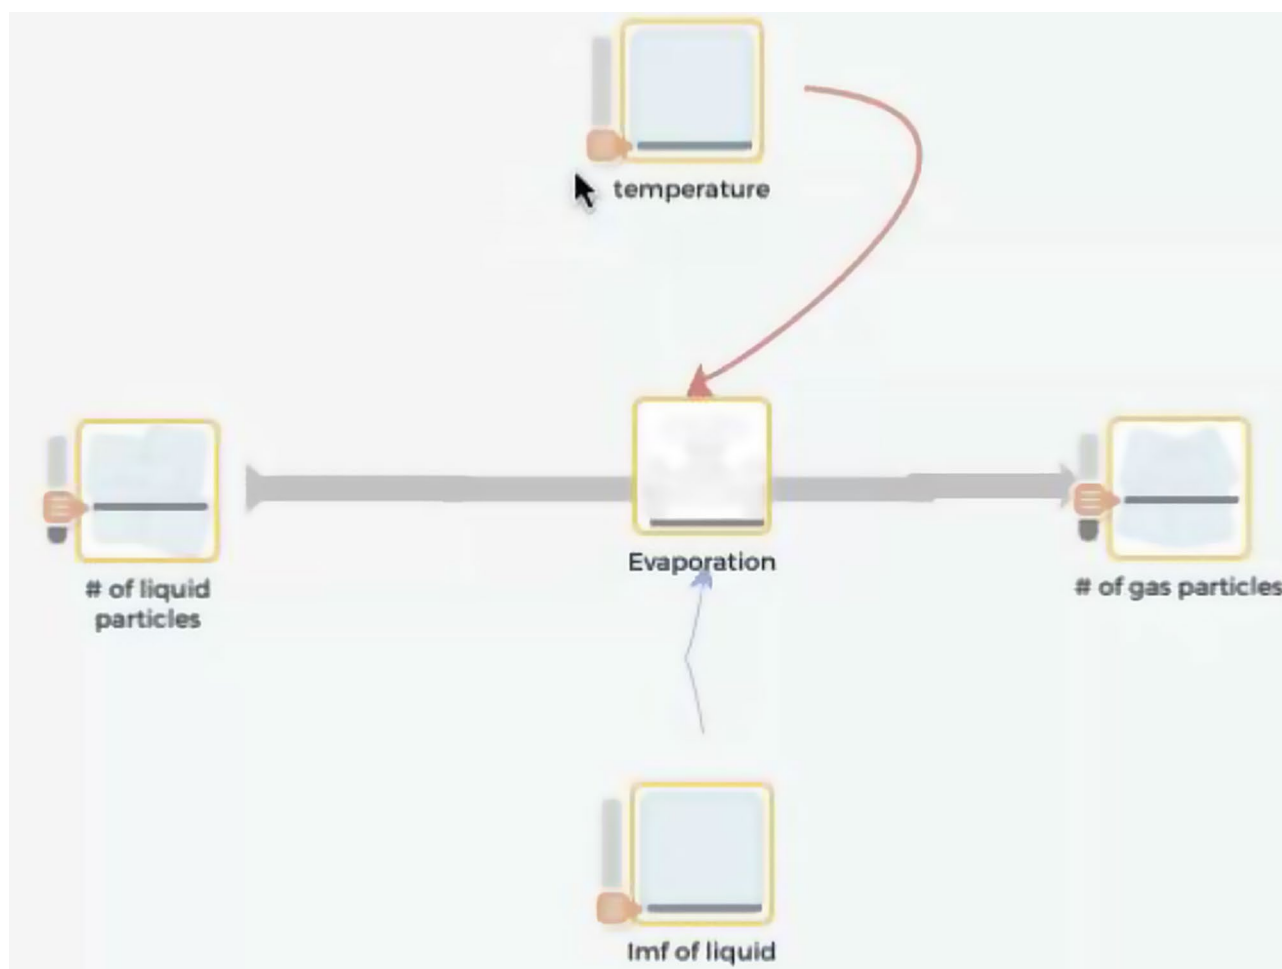 temperature
Evaporation
# of liquid
particles
# of gas particles
Imf of liquid